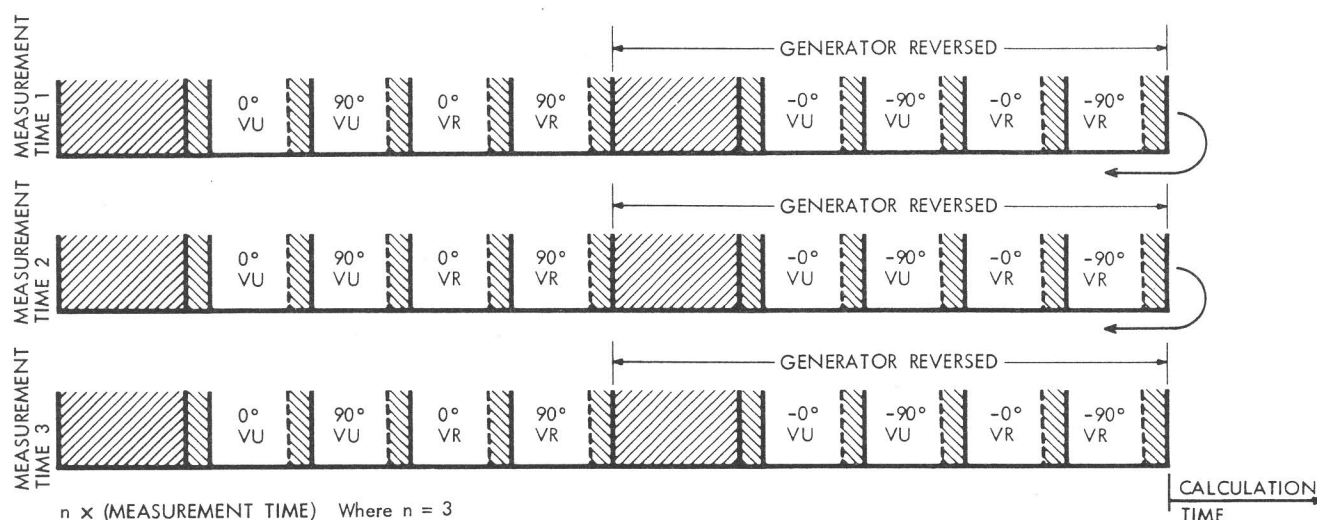 GENERATOR REVERSED
MEASUREMENT
TIME 1
0° 90° 0° 90° -0° -90° -0° -90°
VU VU VR VR VU VU VR VR
GENERATOR REVERSED
MEASUREMENT
TIME 2
0° 90° 0° 90° -0° -90° -0° -90°
VU VU VR VR VU VU VR VR
GENERATOR REVERSED
MEASUREMENT
TIME 3
0° 90° 0° 90° -0° -90° -0° -90°
VU VU VR VR VU VU VR VR
n x (MEASUREMENT TIME) Where n = 3
CALCULATION
TIME